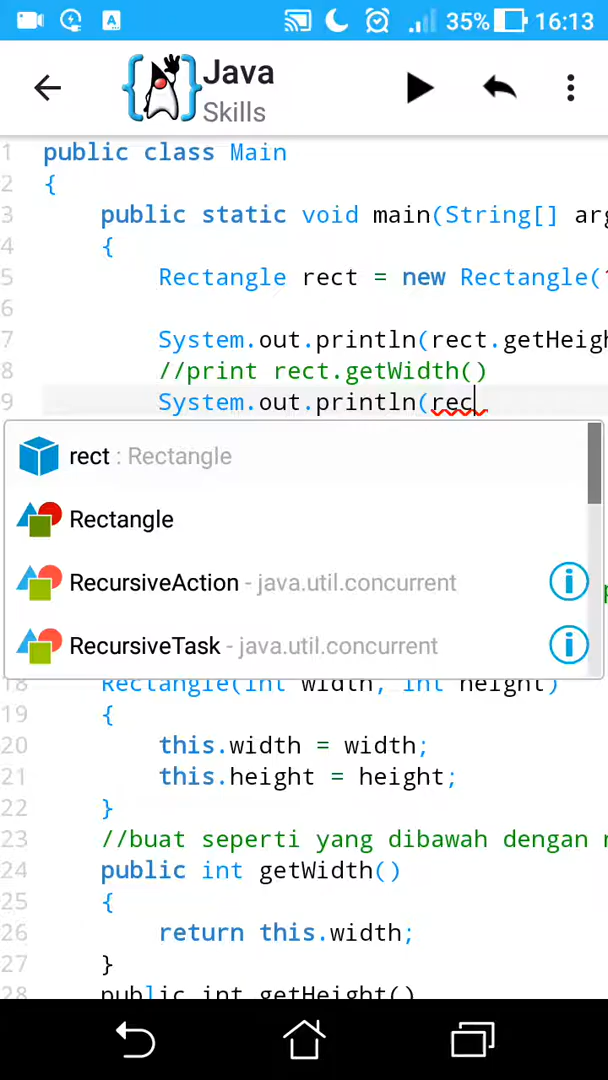 35% 16:13
A
Java
Skills
1 public class Main
2 {
3 public static void main(String[] arg
4 {
5 Rectangle rect = new Rectangle(
6
7 System.out.println(rect.getHeigh
8 //print rect.getWidth()
9 System.out.println(rec
rect : Rectangle
Rectangle
RecursiveAction - java.util.concurrent
RecursiveTask - java.util.concurrent
18 Rectangle(int width, int height)
19 {
20 this.width = width;
21 this.height = height;
22 }
23 //buat seperti yang dibawah dengan
24 public int getWidth()
25 {
26 return this.width;
27 }
28 public int getHeight()